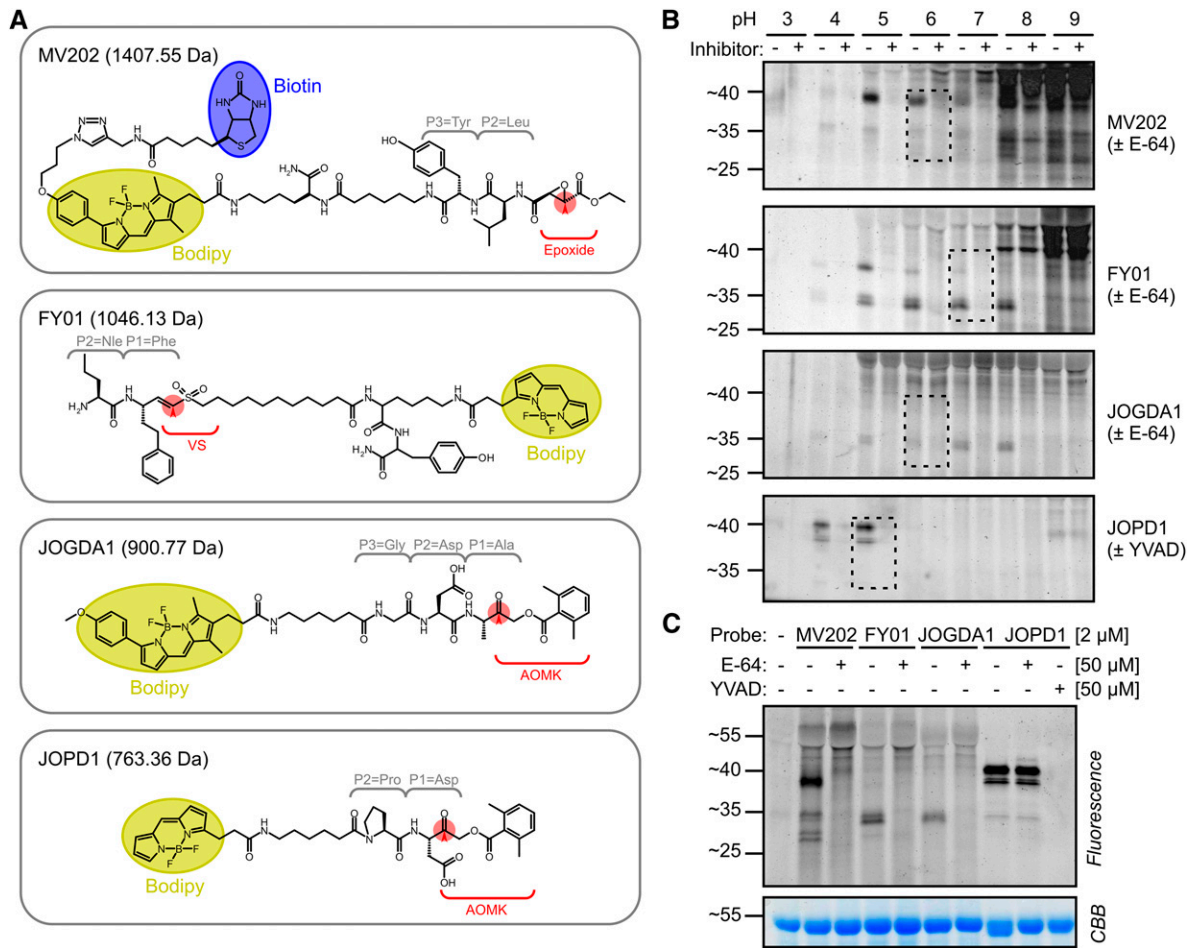 A
MV202 (1407.55 Da)
Biotin
Bodipy
P3=Tyr P2=Leu
Epoxide
FY01 (1046.13 Da)
P2=Nle P1=Phe
VS
Bodipy
JOGDA1 (900.77 Da)
Bodipy
P3=Gly P2=Asp P1=Ala
AOMK
JOPD1 (763.36 Da)
Bodipy
P2=Pro P1=Asp
AOMK
B
pH 3 4 5 6 7 8 9
Inhibitor: - + - + - + - + - + - + - +
~40
~35
~25
MV202
(± E-64)
~40
~35
~25
FY01
(± E-64)
~40
~35
~25
JOGDA1
(± E-64)
~40
~35
JOPD1
(± YVAD)
C
Probe: - MV202 FY01 JOGDA1 JOPD1 [2 µM]
E-64: - - + - + - + - + - [50 µM]
YVAD: - - - - - - - - - + [50 µM]
~55
~40
~35
~25
Fluorescence
~55
CBB